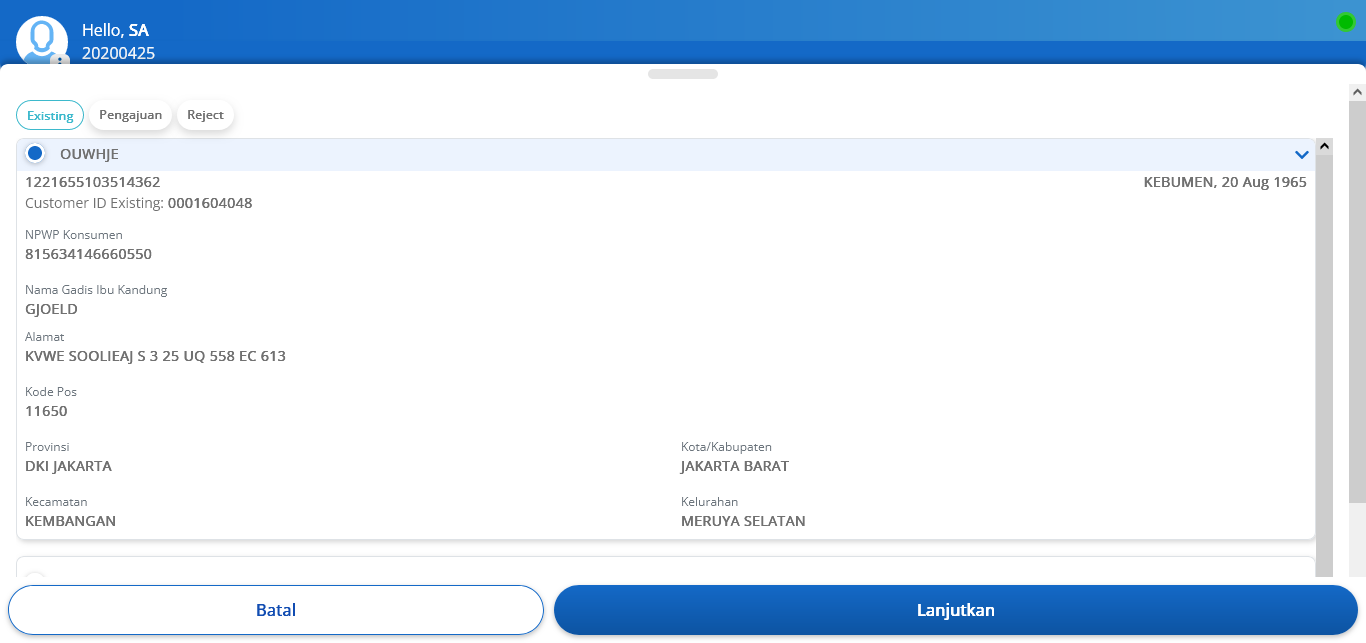 Hello, SA
20200425
Existing Pengajuan Reject
OUWHJE
1221655103514362 KEBUMEN, 20 Aug 1965
Customer ID Existing: 0001604048
NPWP Konsumen
815634146660550
Nama Gadis Ibu Kandung
GJOELD
Alamat
KVWE SOOLIEAJ S 3 25 UQ 558 EC 613
Kode Pos
11650
Provinsi Kota/Kabupaten
DKI JAKARTA JAKARTA BARAT
Kecamatan Kelurahan
KEMBANGAN MERUYA SELATAN
Batal Lanjutkan